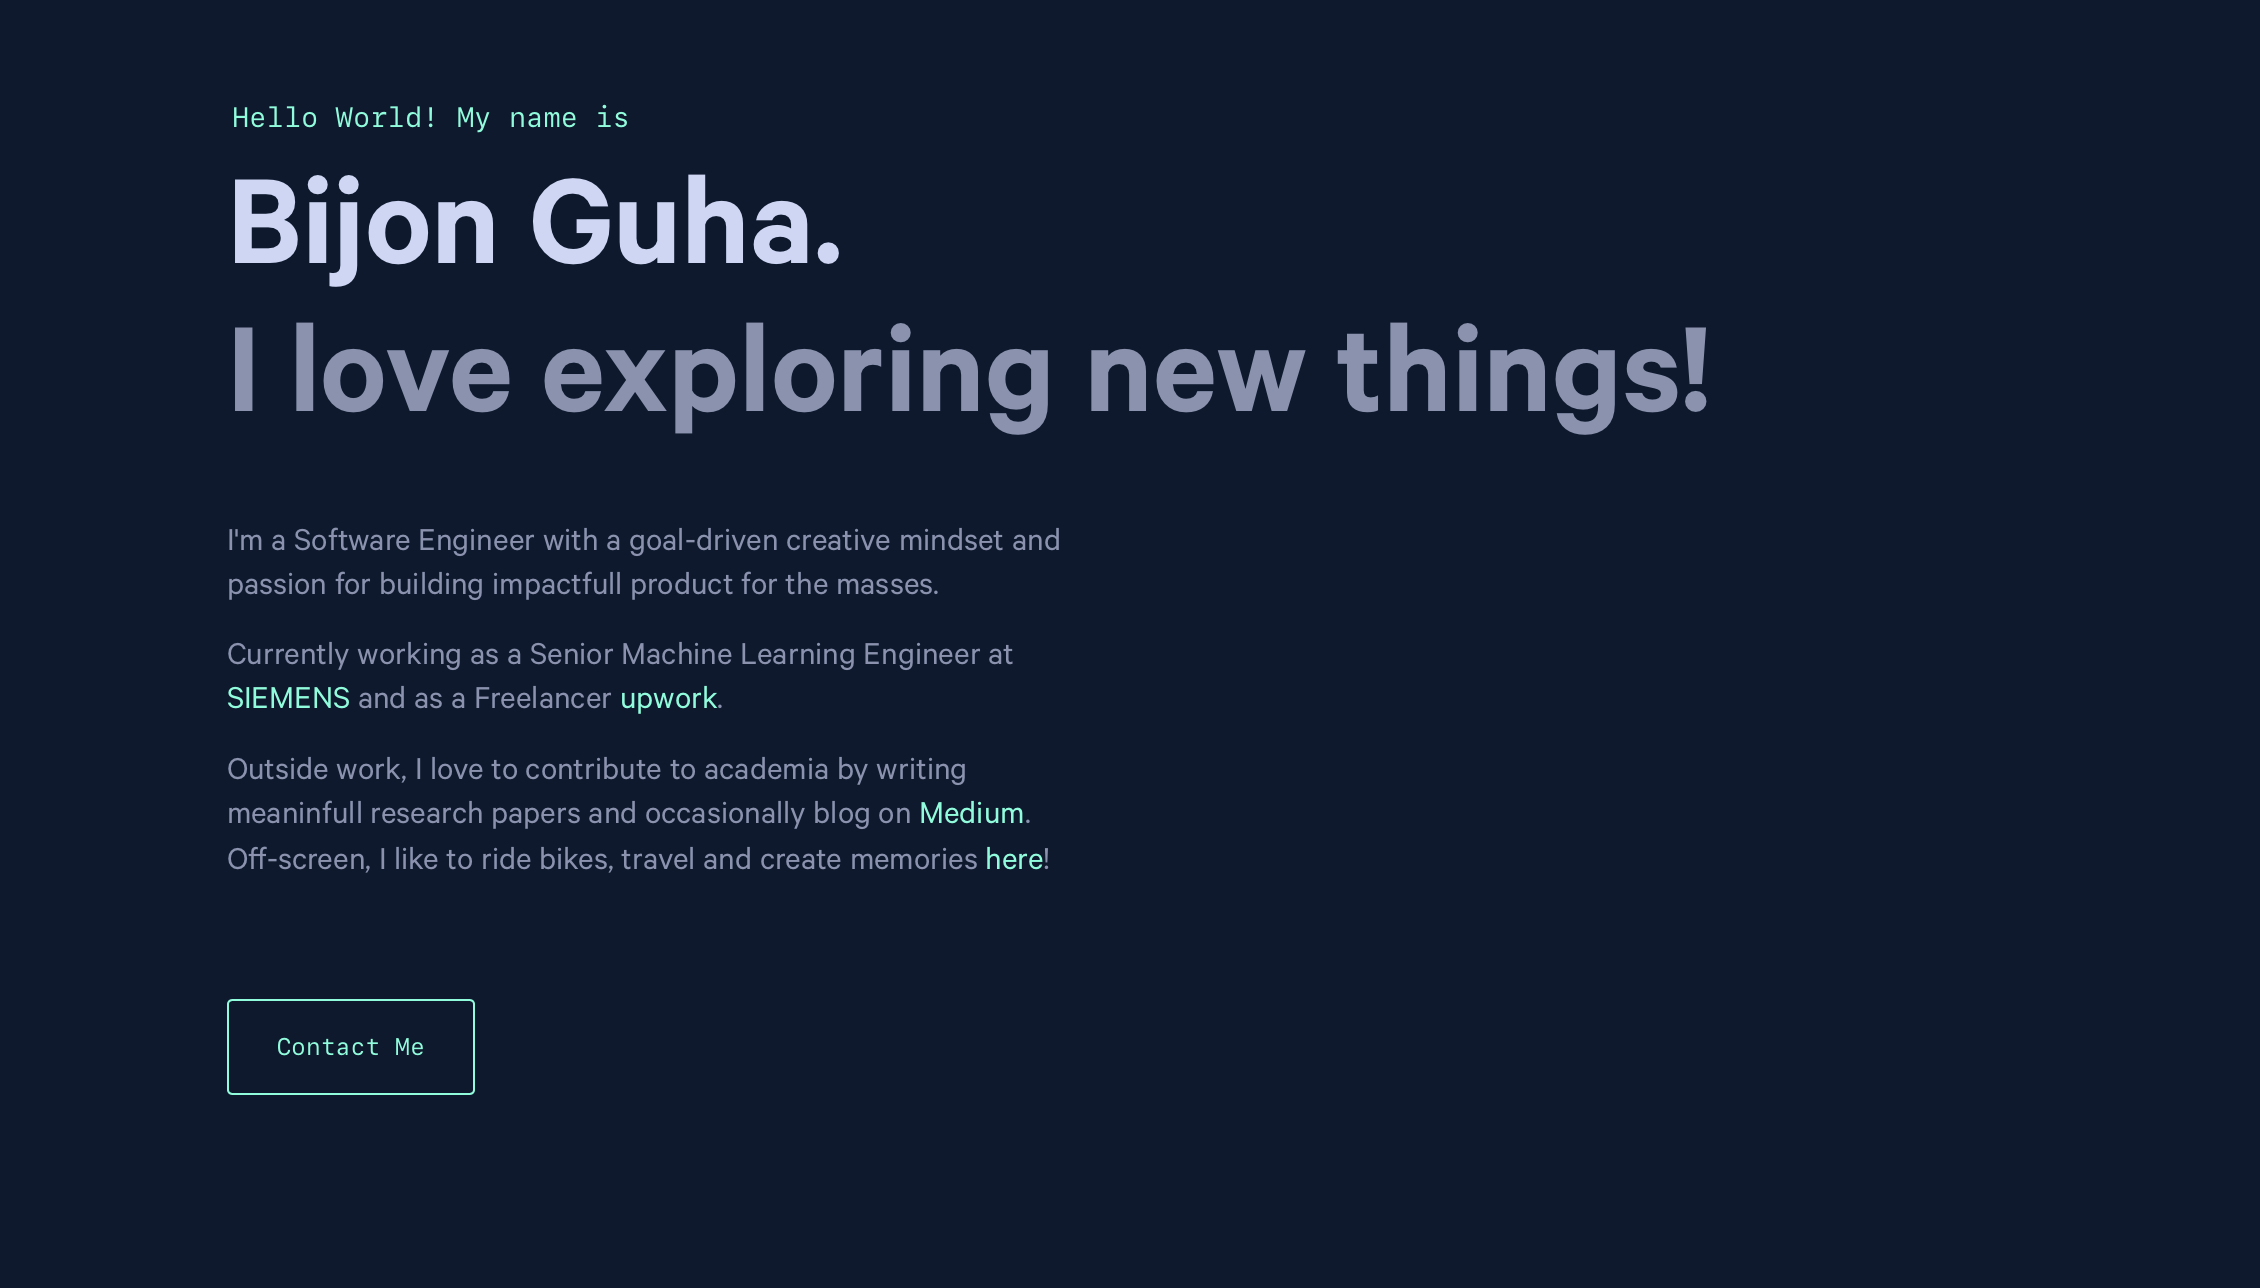 Hello World! My name is
Bijon Guha.
I love exploring new things!
I'm a Software Engineer with a goal-driven creative mindset and
passion for building impactfull product for the masses.
Currently working as a Senior Machine Learning Engineer at
SIEMENS and as a Freelancer upwork.
Outside work, I love to contribute to academia by writing
meaninfull research papers and occasionally blog on Medium.
Off-screen, I like to ride bikes, travel and create memories here!
Contact Me